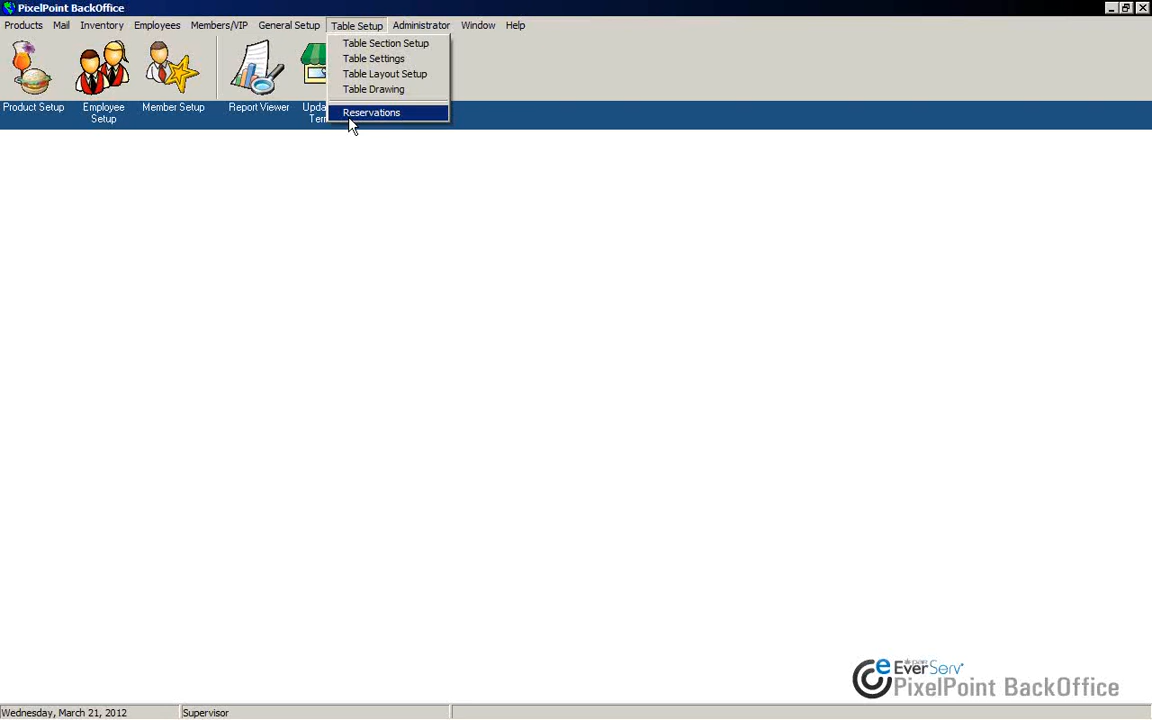 PixelPoint BackOffice
Products Mail Inventory Employees Members/VIP General Setup Table Setup Administrator Window Help
Table Section Setup
Table Settings
Table Layout Setup
Table Drawing
Reservations
Product Setup
Employee
Setup
Member Setup
Report Viewer
EverServ
PixelPoint BackOffice
Wednesday, March 21, 2012 Supervisor